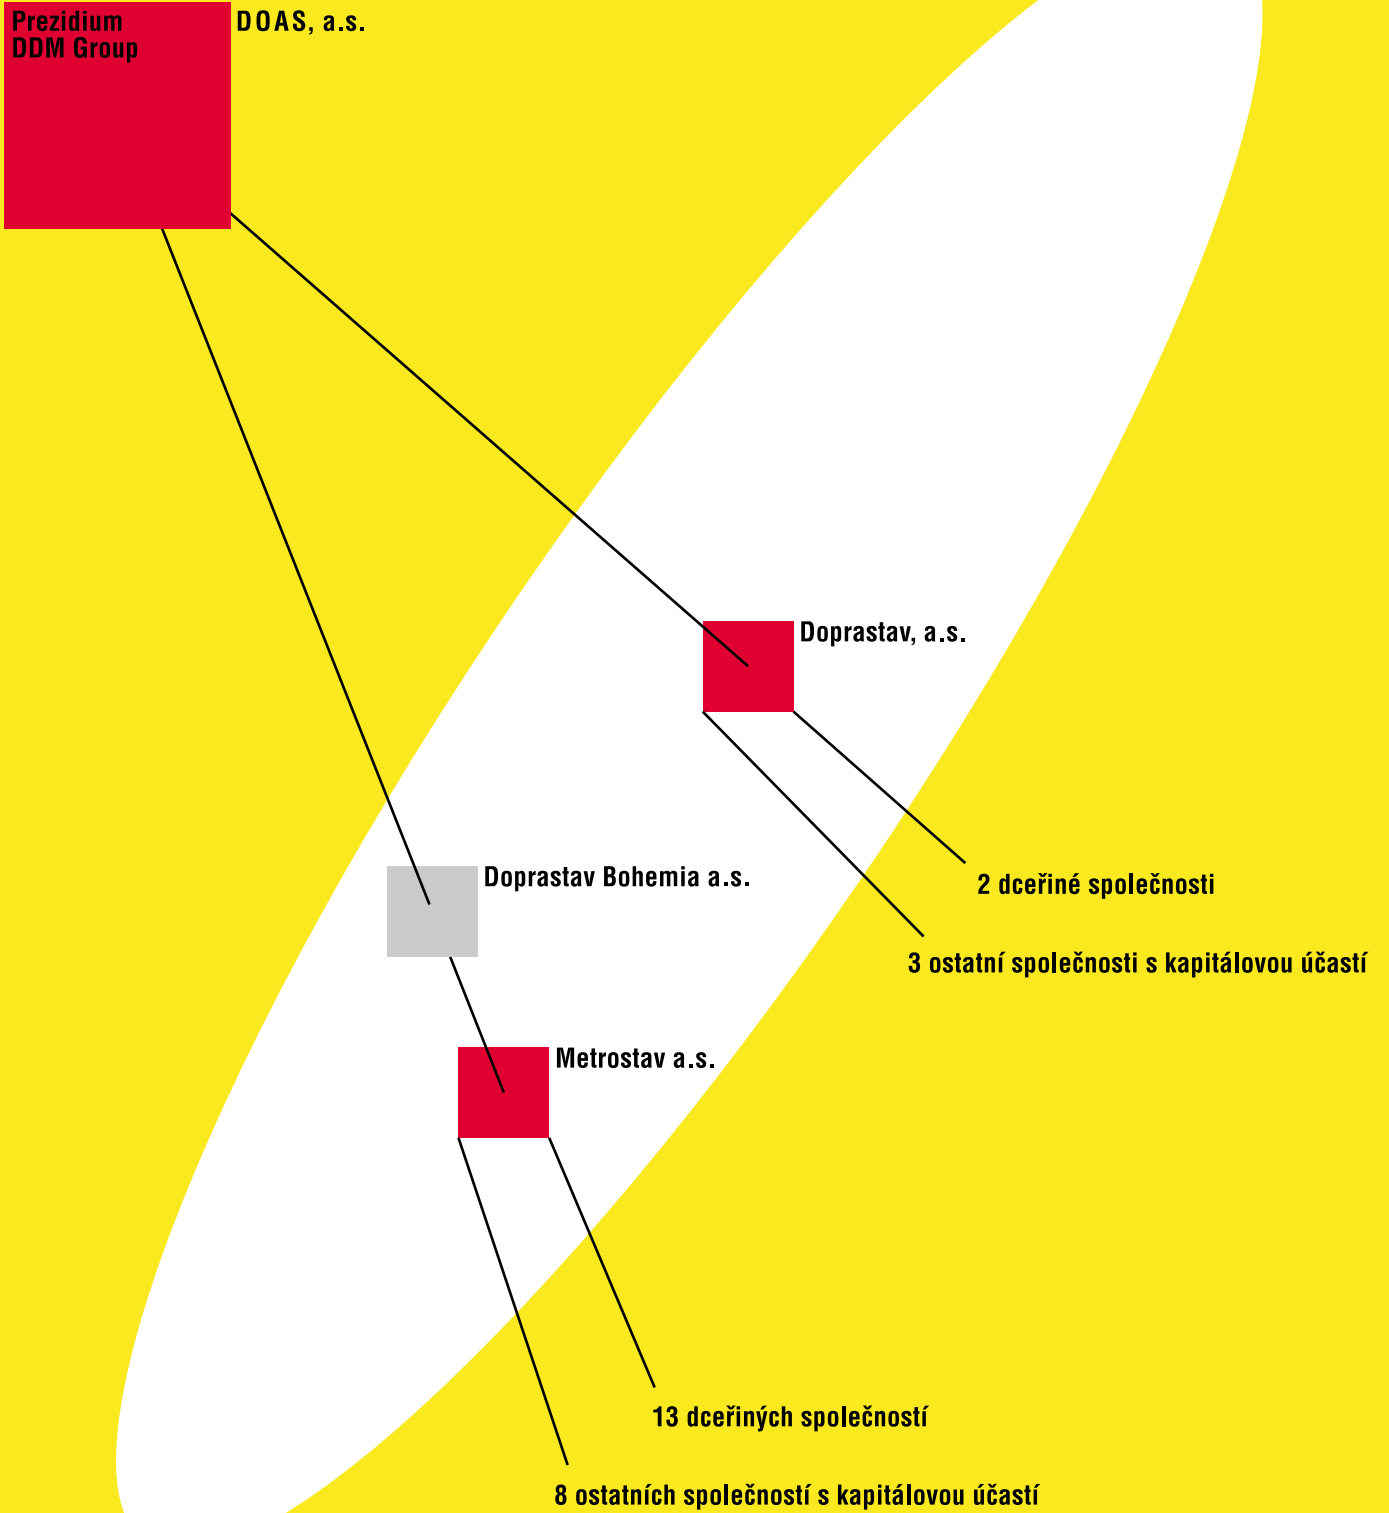 Prezidium
DDM Group
DOAS, a.s.
Doprastav, a.s.
Doprastav Bohemia a.s.
2 dceřiné společnosti
3 ostatní společnosti s kapitálovou účastí
Metrostav a.s.
13 dceřiných společností
8 ostatních společností s kapitálovou účastí